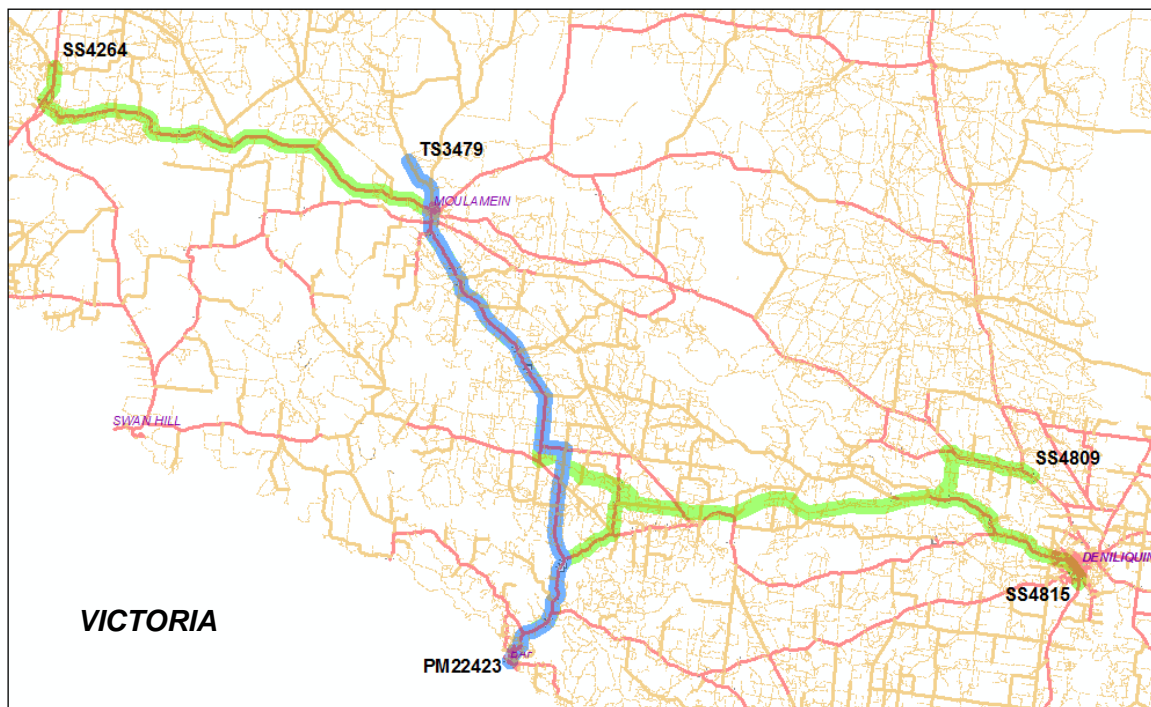 SS4264
TS3479
MOULAMEIN
SWAN HILL
SS4809
DENILIQUIN
SS4815
VICTORIA
PM22423